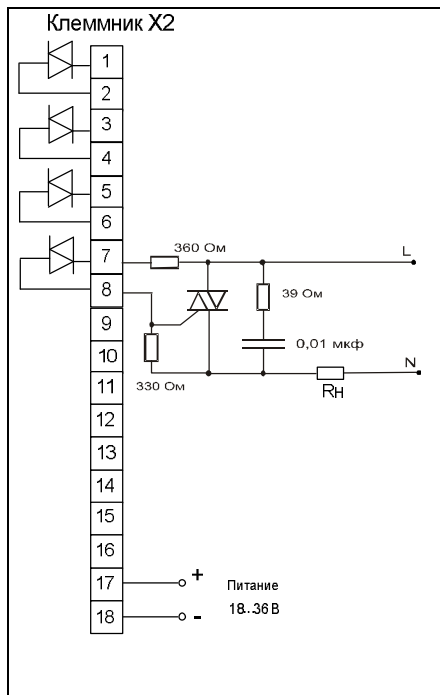 Клеммник X2
1
2
3
4
5
6
7
8
9
10
11
12
13
14
15
16
17
18
360 Ом
L
39 Ом
0,01 мкф
330 Ом
Rн
N
+
Питание
18...36 В
-